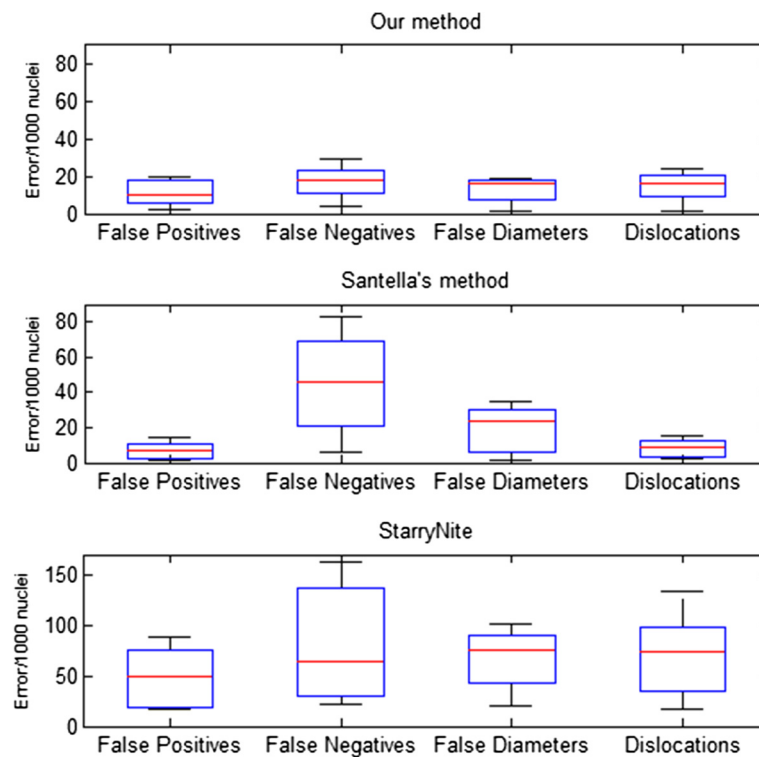 Our method
Error/1000 nuclei
80
60
40
20
0
False Positives False Negatives False Diameters Dislocations
Santella's method
Error/1000 nuclei
80
60
40
20
0
False Positives False Negatives False Diameters Dislocations
StarryNite
Error/1000 nuclei
150
100
50
0
False Positives False Negatives False Diameters Dislocations